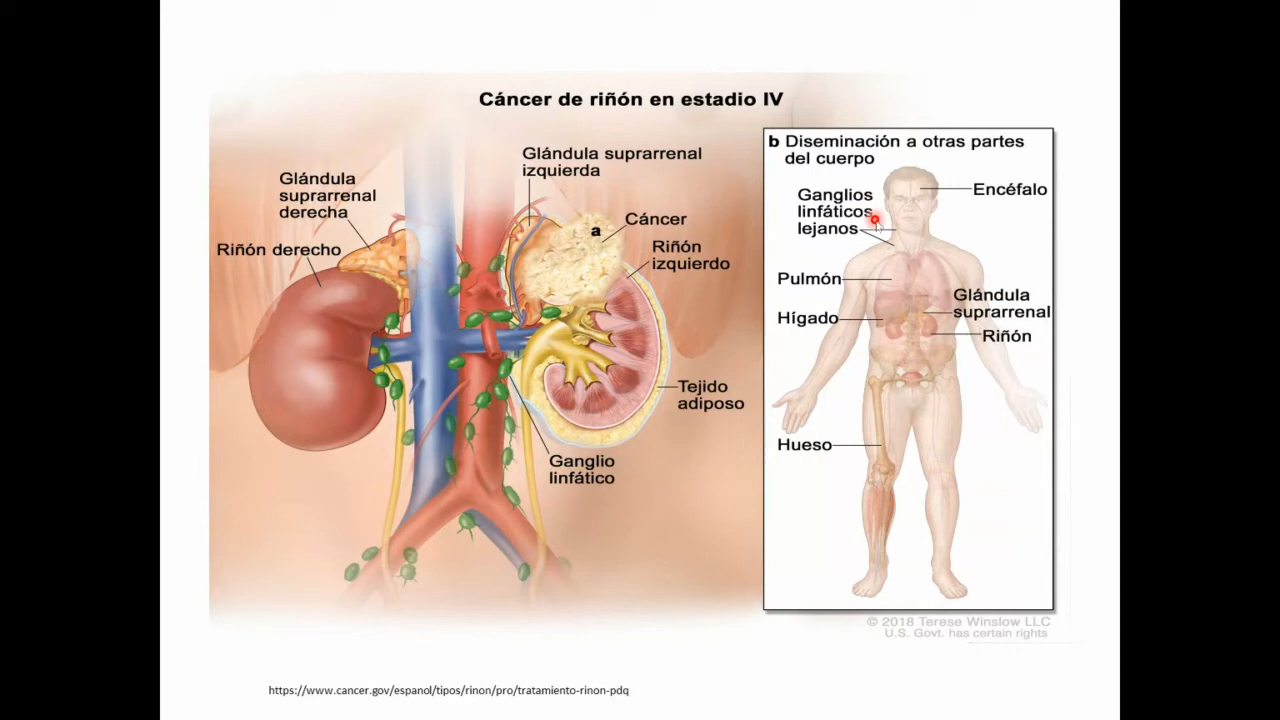 Cáncer de riñón en estadio IV
Glándula
suprarrenal
derecha
Riñón derecho
Glándula suprarrenal
izquierda
a
Cáncer
Riñón
izquierdo
Tejido
adiposo
Ganglio
linfático
b Diseminación a otras partes
del cuerpo
Ganglios
linfáticos
lejanos
Encéfalo
Pulmón
Glándula
suprarrenal
Hígado
Riñón
Hueso
© 2018 Terese Winslow LLC
U.S. Govt. has certain rights
https://www.cancer.gov/espanol/tipos/rinon/pro/tratamiento-rinon-pdq